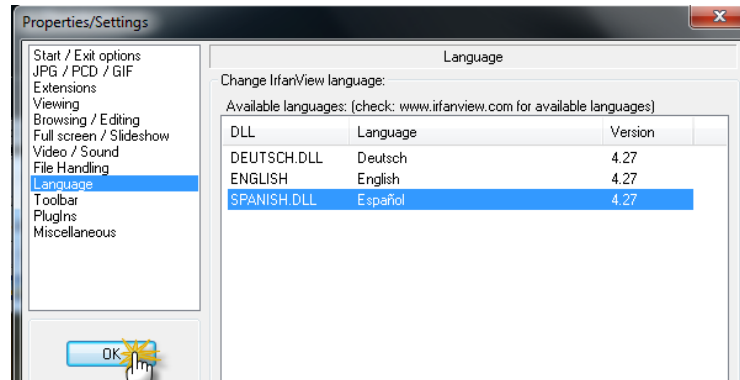 Properties/Settings
x
Start / Exit options
JPG / PCD / GIF
Extensions
Viewing
Browsing / Editing
Full screen / Slideshow
Video / Sound
File Handling
Language
Toolbar
PlugIns
Miscellaneous
OK
Language
Change IrfanView language:
Available languages: (check: www.irfanview.com for available languages)
DLL Language Version
DEUTSCH.DLL Deutsch 4.27
ENGLISH English 4.27
SPANISH.DLL Español 4.27